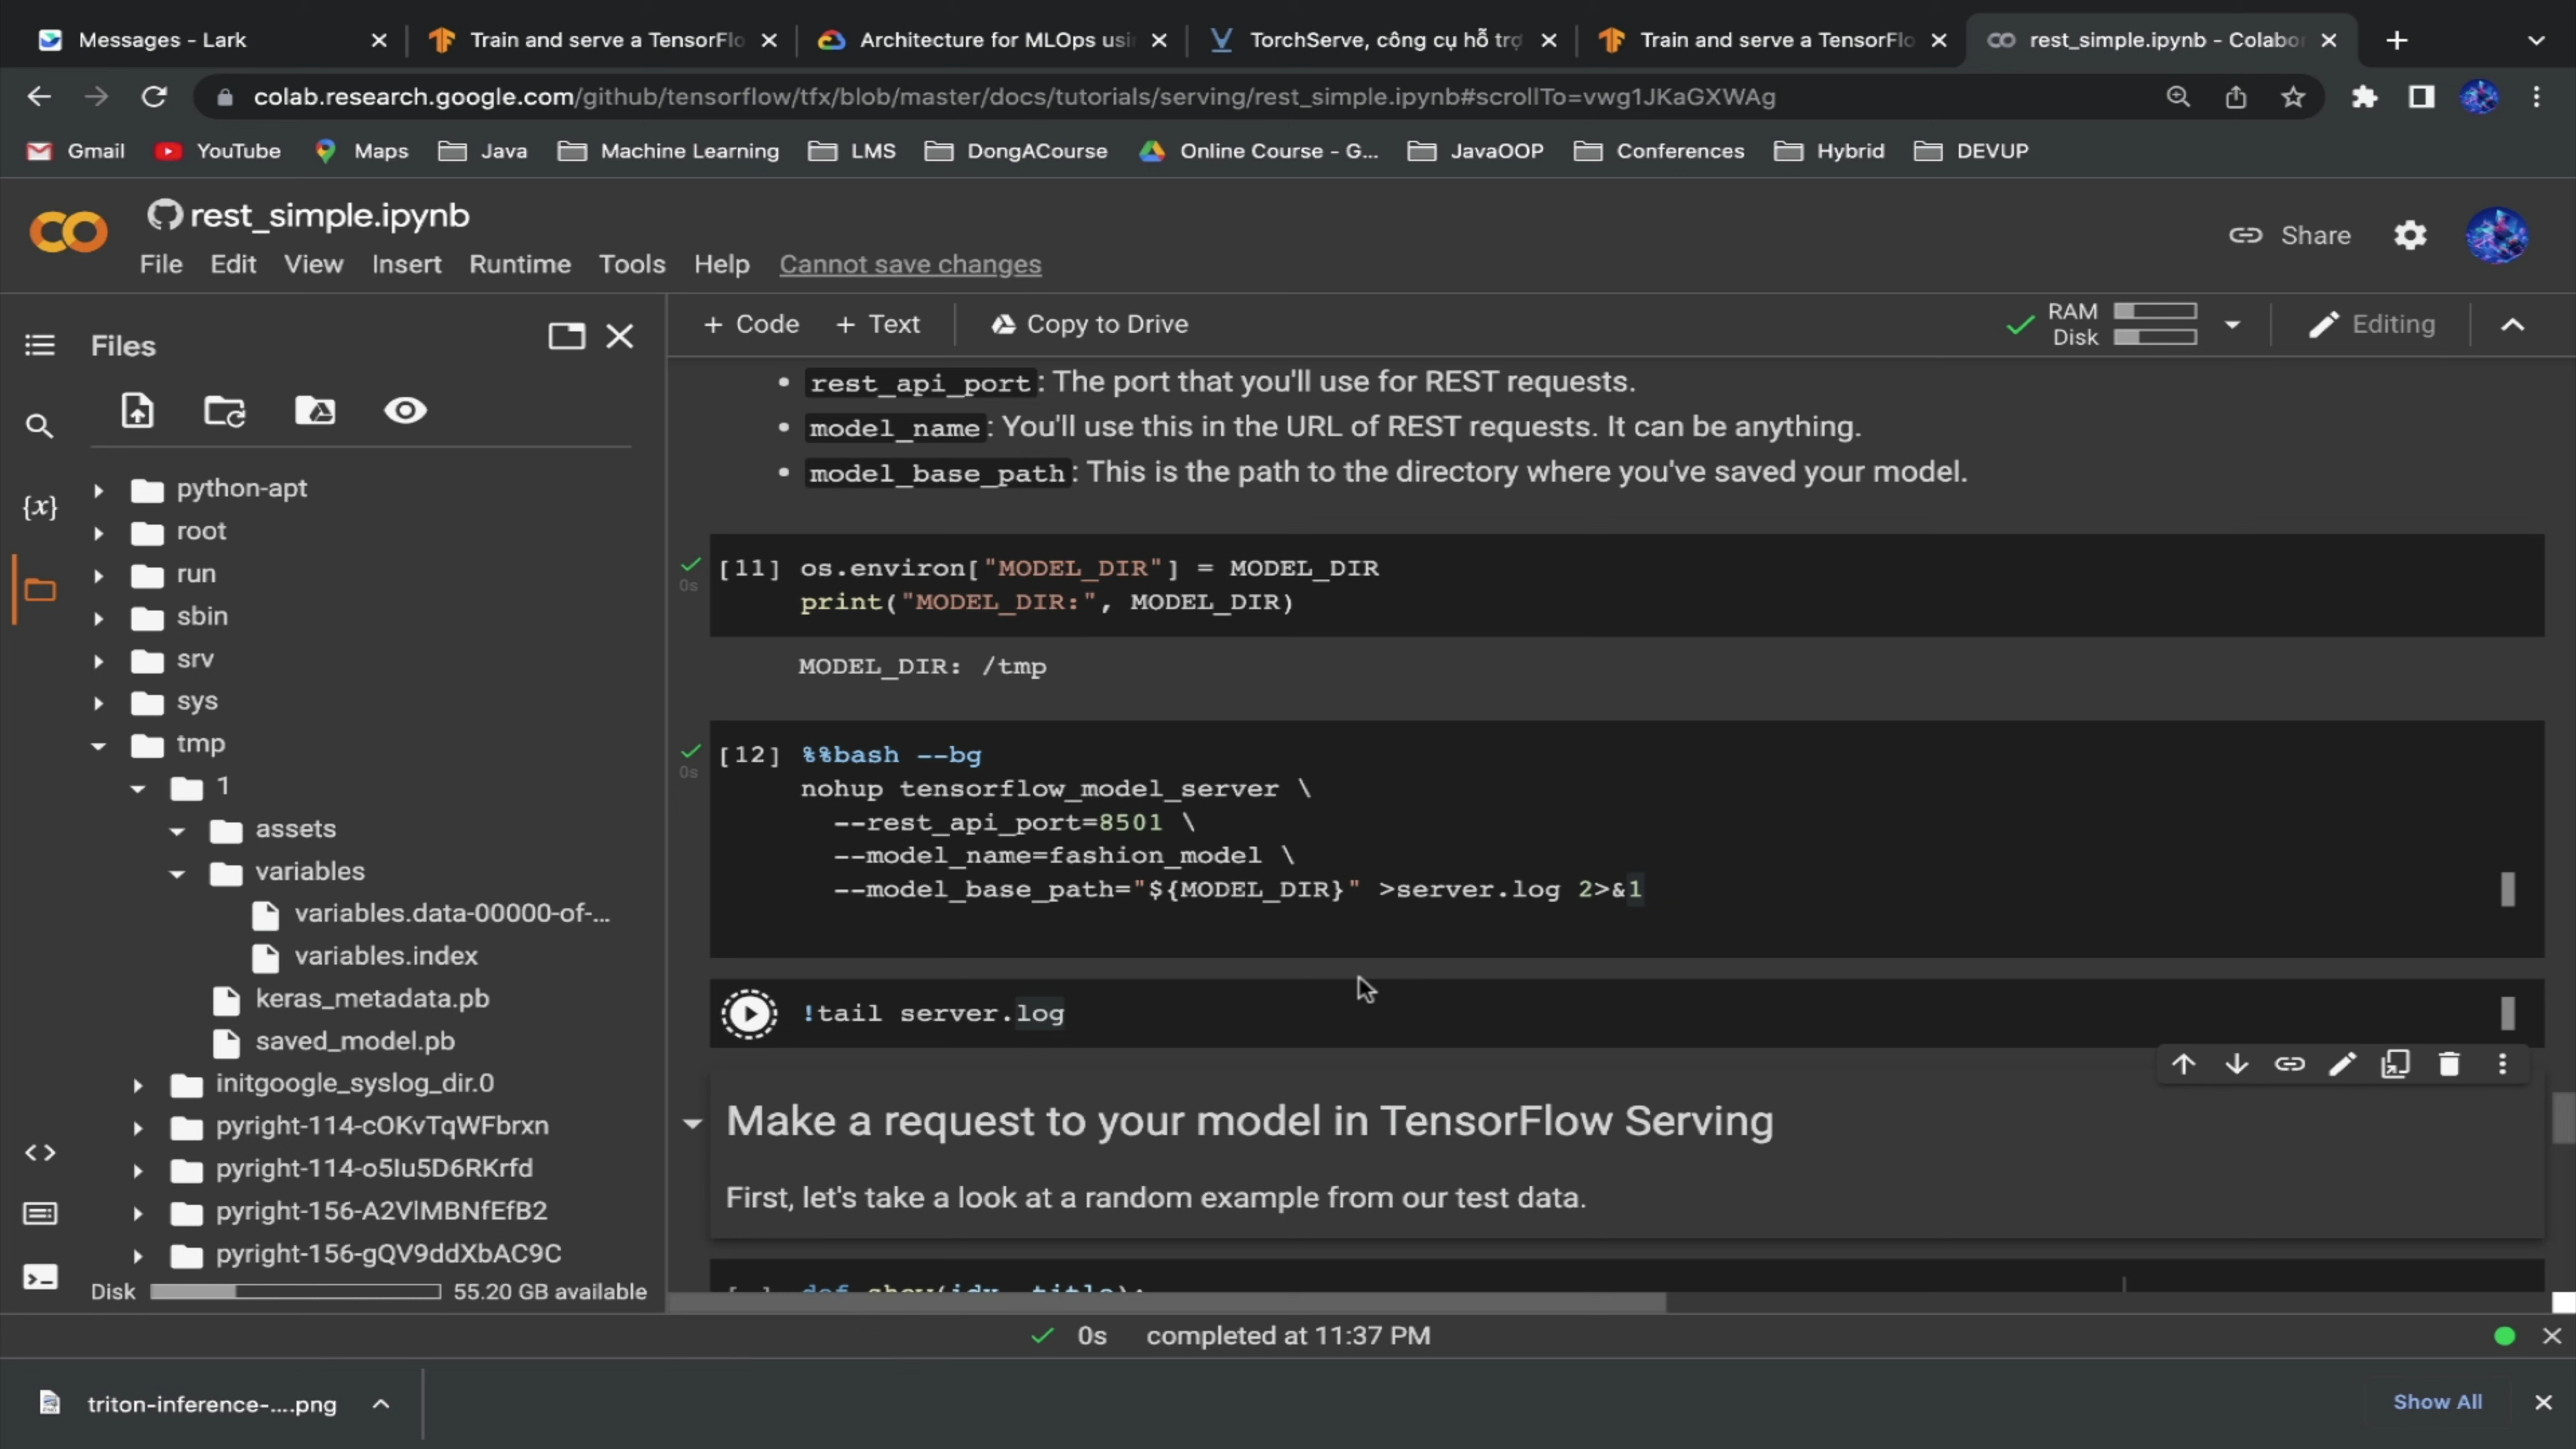 Messages - Lark
Train and serve a TensorFlo
Architecture for MLOps usi
TorchServe, công cụ hỗ trợ
Train and serve a TensorFlo
rest_simple.ipynb - Colabor
colab.research.google.com/github/tensorflow/tfx/blob/master/docs/tutorials/serving/rest_simple.ipynb#scrollTo=vwg1JKaGXWAg
Gmail YouTube Maps Java Machine Learning LMS DongACourse Online Course - G... JavaOOP Conferences Hybrid DEVUP
rest_simple.ipynb
Share
File Edit View Insert Runtime Tools Help Cannot save changes
Files
+ Code + Text Copy to Drive
RAM
Disk
Editing
python-apt
root
run
sbin
srv
sys
tmp
1
assets
variables
variables.data-00000-of-...
variables.index
keras_metadata.pb
saved_model.pb
initgoogle_syslog_dir.0
pyright-114-cOKvTqWFbrxn
pyright-114-o5Iu5D6RKrfd
pyright-156-A2VlMBNfEfB2
pyright-156-gQV9ddXbAC9C
Disk 55.20 GB available
{x}
• rest_api_port: The port that you'll use for REST requests.
• model_name: You'll use this in the URL of REST requests. It can be anything.
• model_base_path: This is the path to the directory where you've saved your model.
0s
[11] os.environ["MODEL_DIR"] = MODEL_DIR
print("MODEL_DIR:", MODEL_DIR)
MODEL_DIR: /tmp
0s
[12] %%bash --bg
nohup tensorflow_model_server \
--rest_api_port=8501 \
--model_name=fashion_model \
--model_base_path="${MODEL_DIR}" >server.log 2>&1
!tail server.log
Make a request to your model in TensorFlow Serving
First, let's take a look at a random example from our test data.
[ ] def show(idx, title):
0s completed at 11:37 PM
triton-inference-....png
Show All